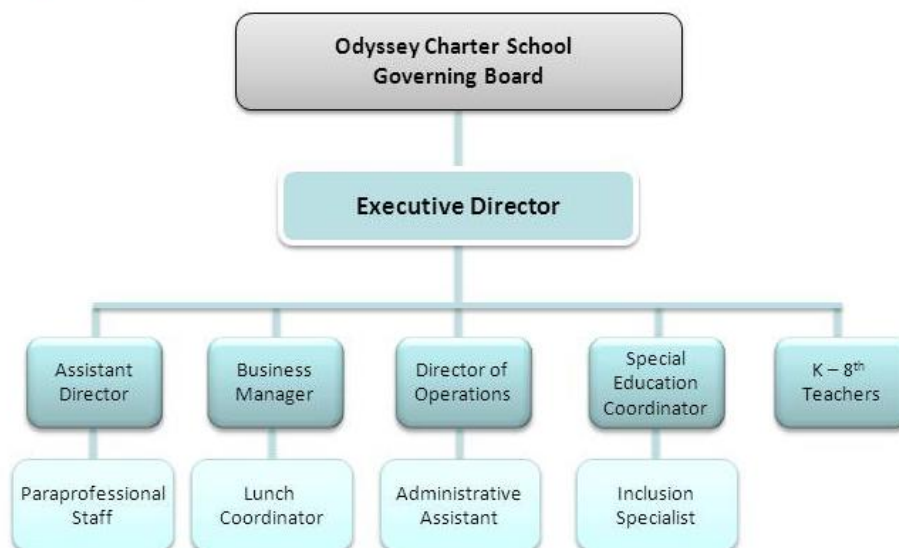 Odyssey Charter School
Governing Board
Executive Director
Assistant
Director
Business
Manager
Director of
Operations
Special
Education
Coordinator
K – 8th
Teachers
Paraprofessional
Staff
Lunch
Coordinator
Administrative
Assistant
Inclusion
Specialist